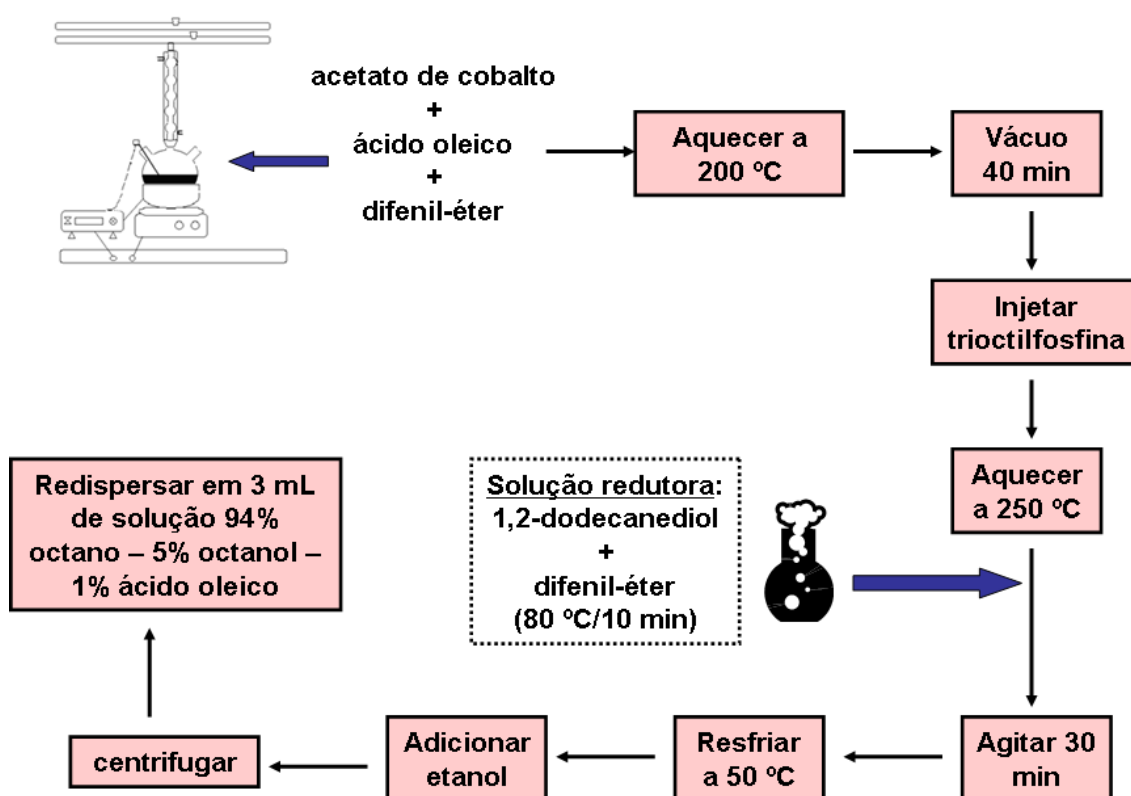 acetato de cobalto
+
ácido oleico
+
difenil-éter
Aquecer a
200 ºC
Vácuo
40 min
Injetar
trioctilfosfina
Aquecer
a 250 ºC
Solução redutora:
1,2-dodecanediol
+
difenil-éter
(80 ºC/10 min)
Agitar 30
min
Resfriar
a 50 ºC
Adicionar
etanol
centrifugar
Redispersar em 3 mL
de solução 94%
octano – 5% octanol –
1% ácido oleico